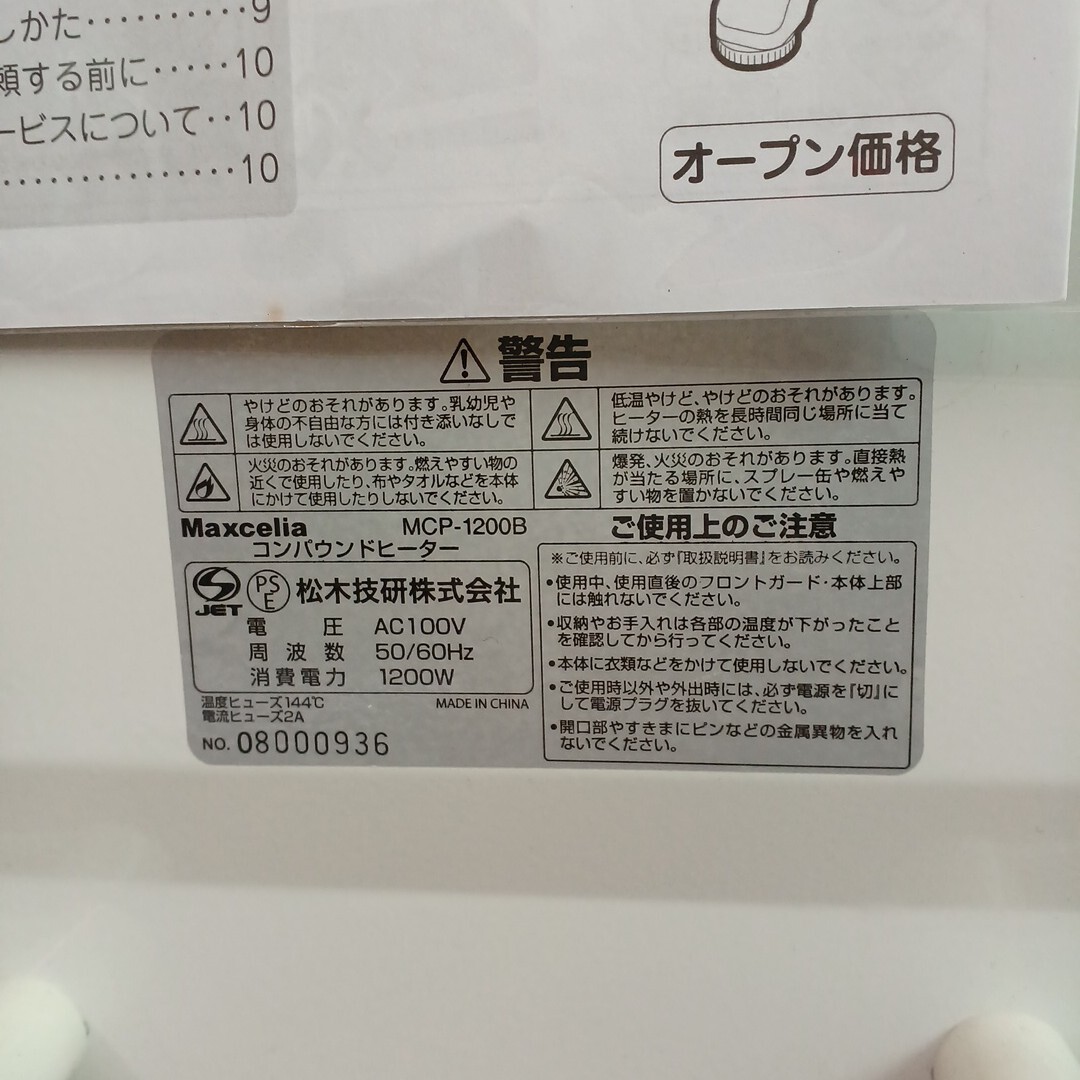 しかた··········9
頼する前に·····10
ービスについて··10
···············10
オープン価格
警告
やけどのおそれがあります。乳幼児や
身体の不自由な方には付き添いなしで
は使用しないでください。
火災のおそれがあります。燃えやすい物の
近くで使用したり、布やタオルなどを本体
にかけて使用したりしないでください。
低温やけど、やけどのおそれがあります。
ヒーターの熱を長時間同じ場所に当て
続けないでください。
爆発、火災のおそれがあります。直接熱
が当たる場所に、スプレー缶や燃えや
すい物を置かないでください。
Maxcelia MCP-1200B
コンパウンドヒーター
JET PSE 松木技研株式会社
電圧 AC100V
周波数 50/60Hz
消費電力 1200W
温度ヒューズ144℃ MADE IN CHINA
電流ヒューズ2A
NO. 08000936
ご使用上のご注意
※ご使用前に、必ず『取扱説明書』をお読みください。
•使用中、使用直後のフロントガード・本体上部
には触れないでください。
•収納やお手入れは各部の温度が下がったこと
を確認してから行ってください。
•本体に衣類などをかけて使用しないでください。
•ご使用時以外や外出時には、必ず電源を『切』に
して電源プラグを抜いてください。
•開口部やすきまにピンなどの金属異物を入れ
ないでください。